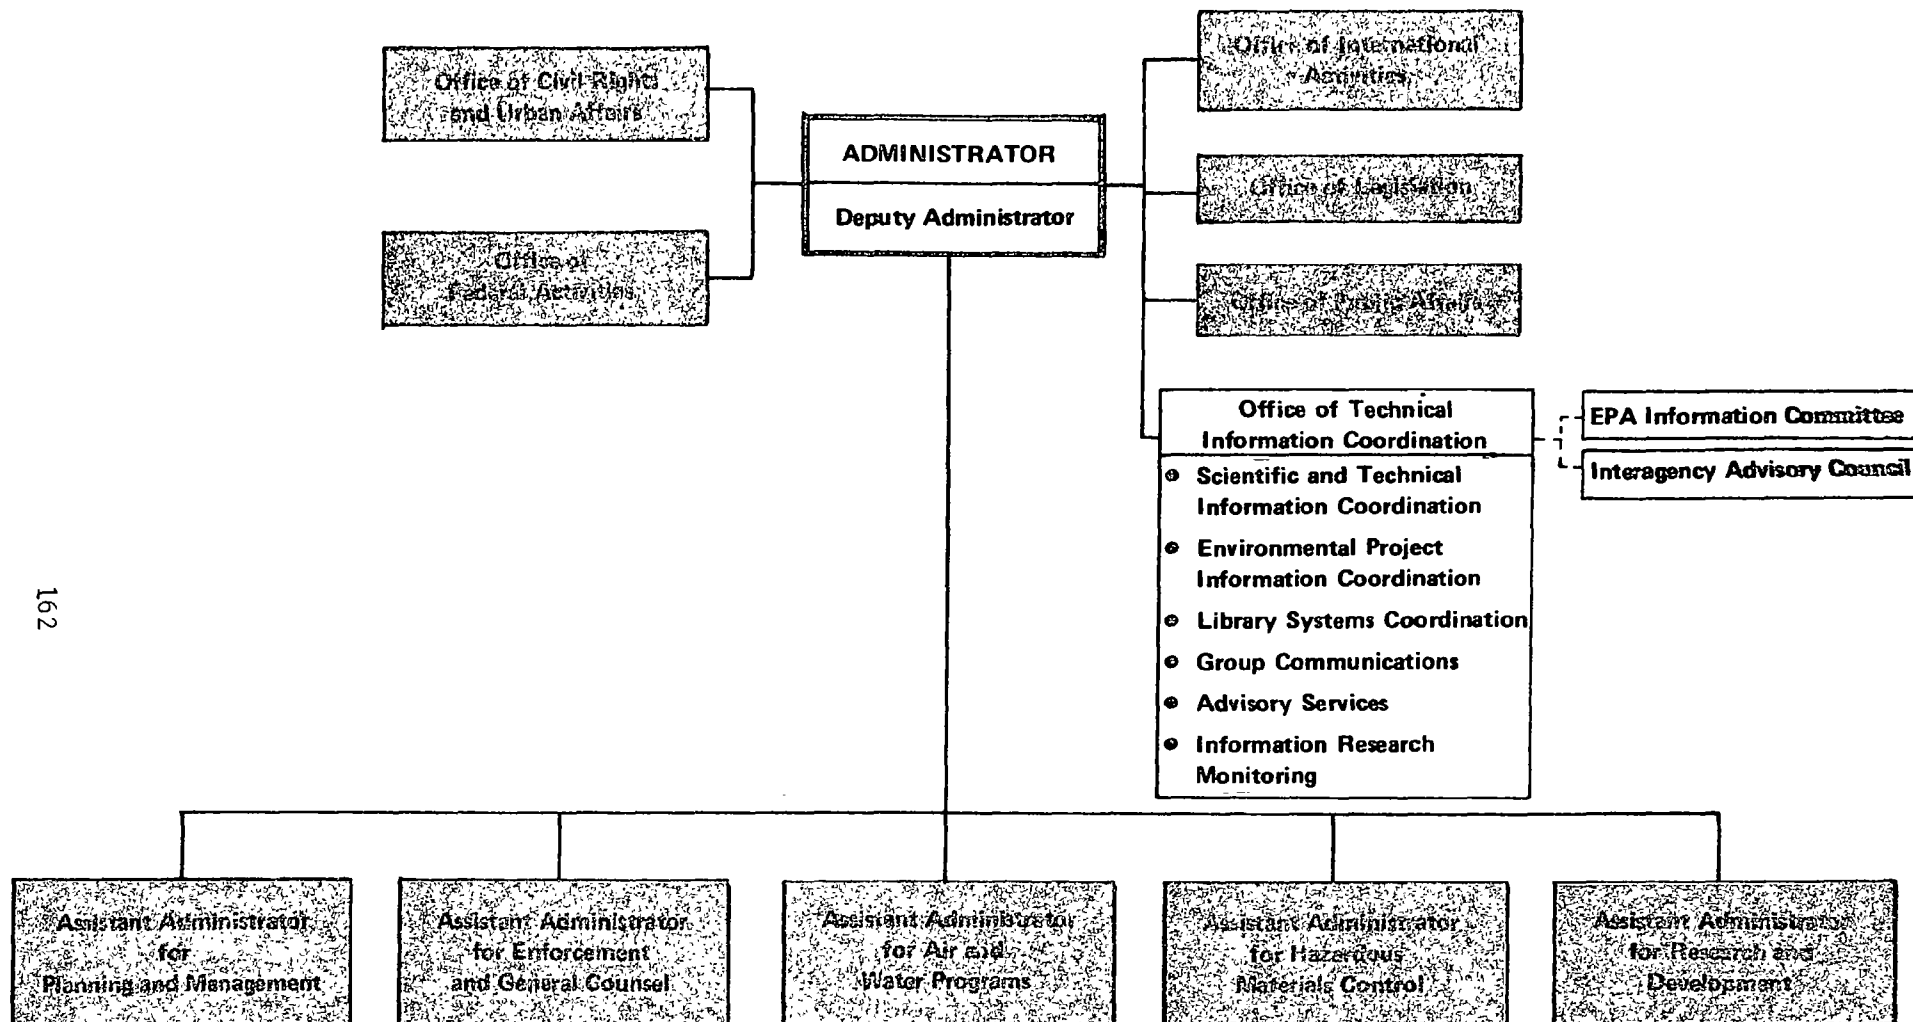 Office of Civil Rights
and Urban Affairs
Office of
Federal Activities
ADMINISTRATOR
Deputy Administrator
Office of International
Activities
Office of Legislation
Office of Public Affairs
Office of Technical
Information Coordination
Scientific and Technical
Information Coordination
Environmental Project
Information Coordination
Library Systems Coordination
Group Communications
Advisory Services
Information Research
Monitoring
EPA Information Committee
Interagency Advisory Council
162
Assistant Administrator
for
Planning and Management
Assistant Administrator
for Enforcement
and General Counsel
Assistant Administrator
for Air and
Water Programs
Assistant Administrator
for Hazardous
Materials Control
Assistant Administrator
for Research and
Development